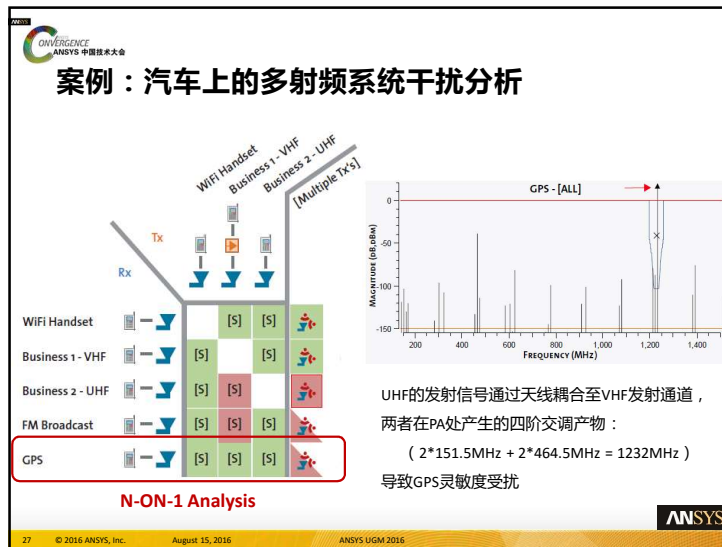 ANSYS
CONVERGENCE
ANSYS 中国技术大会
案例：汽车上的多射频系统干扰分析
WiFi Handset
Business 1 - VHF
Business 2 - UHF
[Multiple Tx's]
Tx
Rx
WiFi Handset [S] [S]
Business 1 - VHF [S] [S]
Business 2 - UHF [S] [S]
FM Broadcast [S] [S] [S]
GPS [S] [S] [S]
N-ON-1 Analysis
GPS - [ALL]
MAGNITUDE (DB,DBM)
0
-50
-100
-150
200 400 600 800 1,000 1,200 1,400
FREQUENCY (MHz)
UHF的发射信号通过天线耦合至VHF发射通道，
两者在PA处产生的四阶交调产物：
（ 2*151.5MHz + 2*464.5MHz = 1232MHz ）
导致GPS灵敏度受扰
ANSYS
27 © 2016 ANSYS, Inc. August 15, 2016 ANSYS UGM 2016